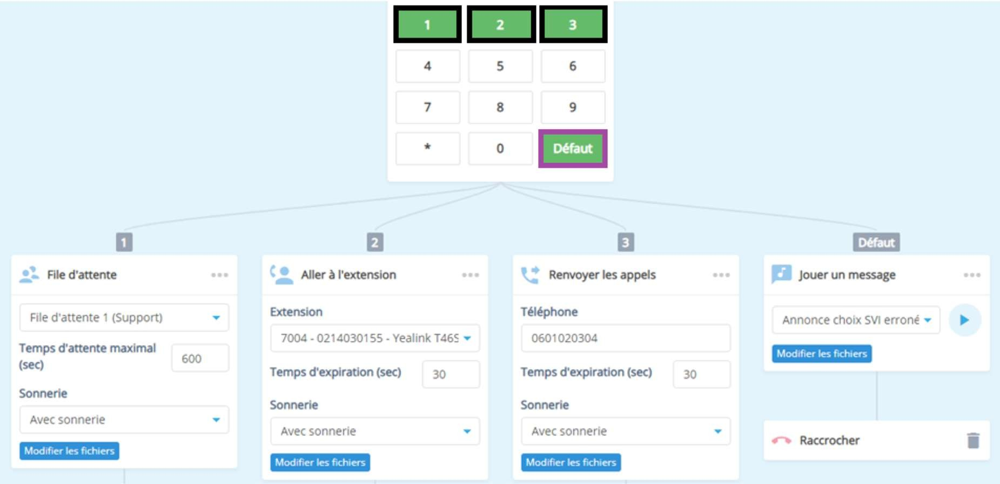 1 2 3
4 5 6
7 8 9
* 0 Défaut
1 2 3 Défaut
File d'attente
File d'attente 1 (Support)
Temps d'attente maximal
(sec)
600
Sonnerie
Avec sonnerie
Modifier les fichiers
Aller à l'extension
Extension
7004 - 0214030155 - Yealink T46S
Temps d'expiration (sec)
30
Sonnerie
Avec sonnerie
Modifier les fichiers
Renvoyer les appels
Téléphone
0601020304
Temps d'expiration (sec)
30
Sonnerie
Avec sonnerie
Modifier les fichiers
Jouer un message
Annonce choix SVI erroné
Modifier les fichiers
Raccrocher